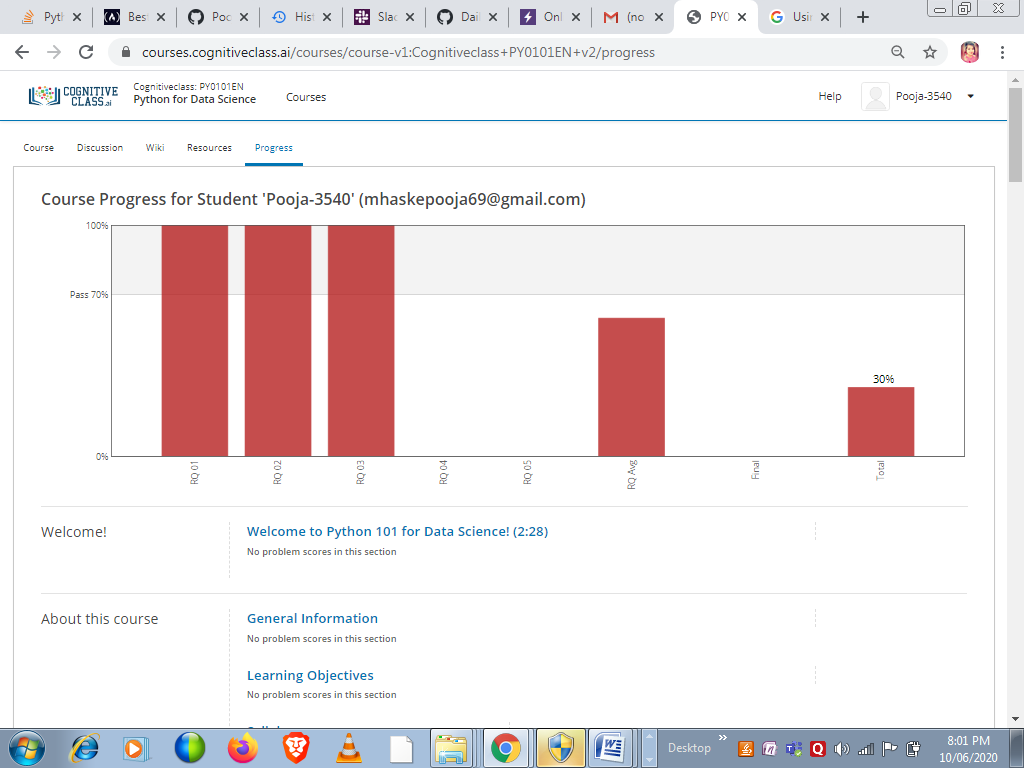 Pytl
Bes
Poc
Hist
Slac
Dail
Onl
(no
PYC
Usir
courses.cognitiveclass.ai/courses/course-v1:Cognitiveclass+PY0101EN+v2/progress
COGNITIVE
CLASS.ai
Cognitiveclass: PY0101EN
Python for Data Science
Courses
Help
Pooja-3540
Course
Discussion
Wiki
Resources
Progress
Course Progress for Student 'Pooja-3540' (mhaskepooja69@gmail.com)
100%
Pass 70%
30%
0%
RQ 01
RQ 02
RQ 03
RQ 04
RQ 05
RQ Avg
Final
Total
Welcome!
Welcome to Python 101 for Data Science! (2:28)
No problem scores in this section
About this course
General Information
No problem scores in this section
Learning Objectives
No problem scores in this section
Desktop
8:01 PM
10/06/2020